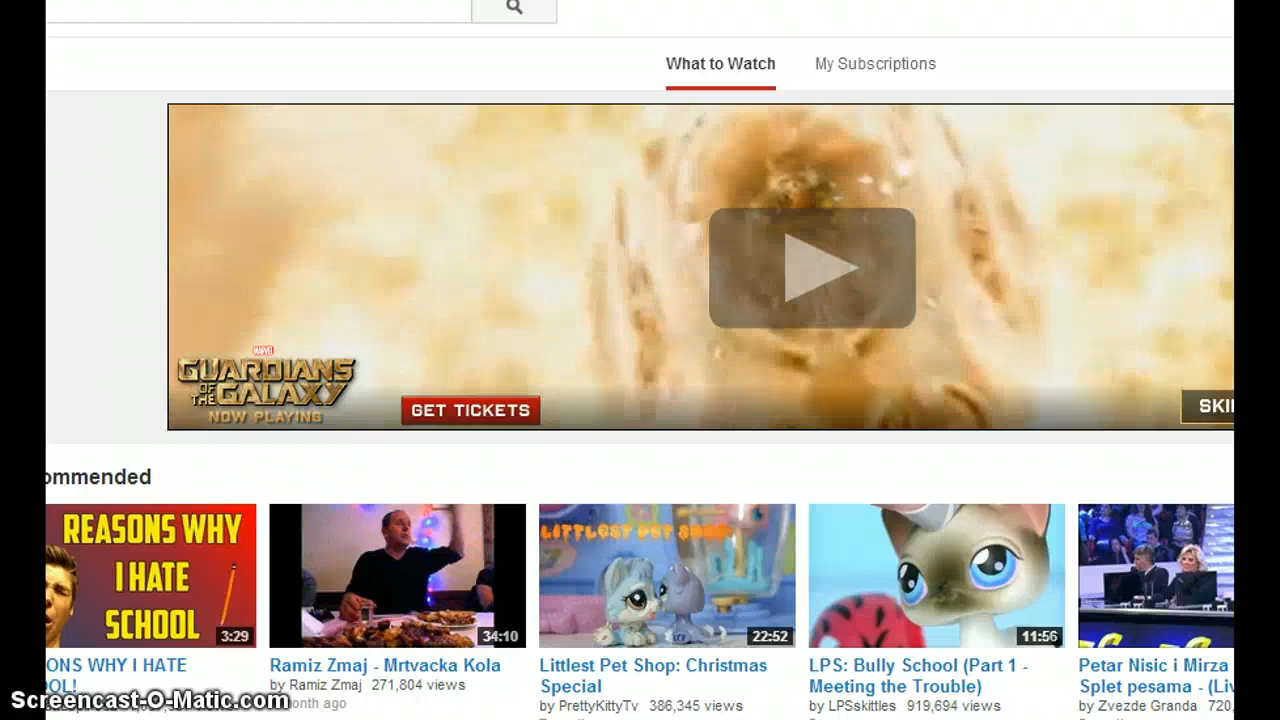 What to Watch
My Subscriptions
MARVEL
GUARDIANS
OF THE GALAXY
NOW PLAYING
GET TICKETS
SKI
ommended
REASONS WHY
I HATE
SCHOOL
3:29
34:10
LITTLEST PET SHOP
22:52
11:56
ONS WHY I HATE
OL!
Ramiz Zmaj - Mrtvacka Kola
by Ramiz Zmaj 271,804 views
month ago
Littlest Pet Shop: Christmas
Special
by PrettyKittyTv 386,345 views
LPS: Bully School (Part 1 -
Meeting the Trouble)
by LPSskittles 919,694 views
Petar Nisic i Mirza
Splet pesama - (Liv
by Zvezde Granda 720,
Screencast-O-Matic.com